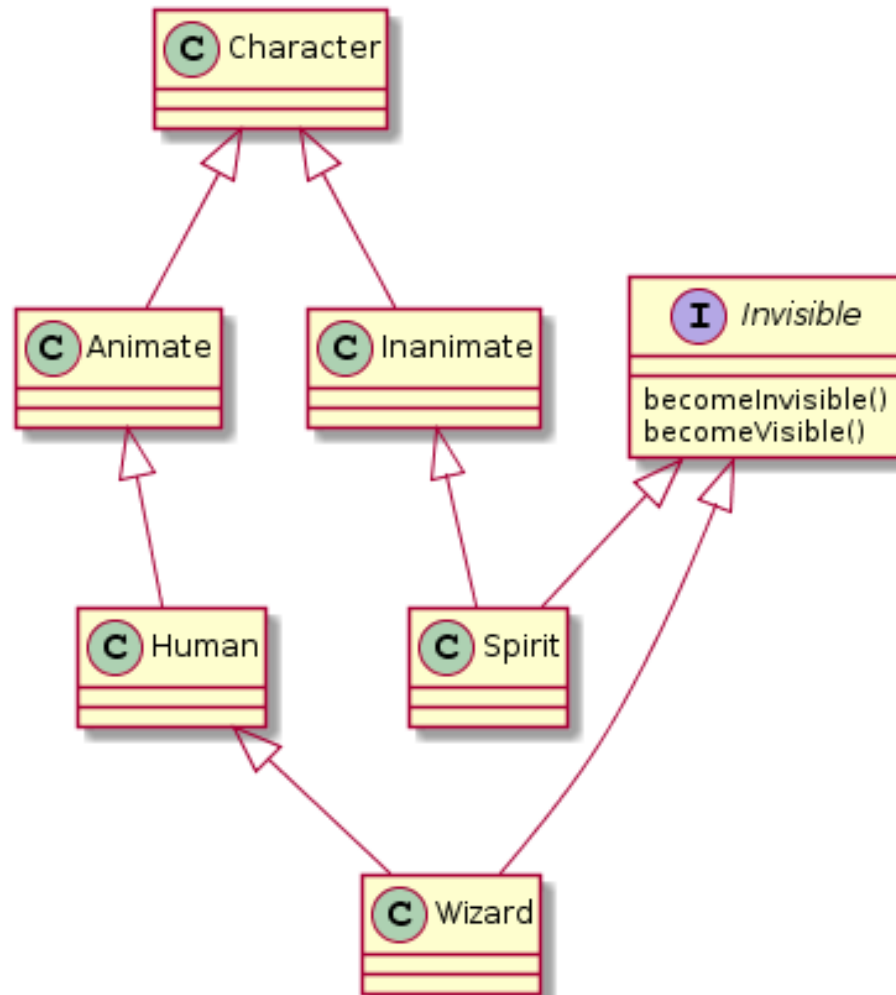 C Character
C Animate
C Inanimate
I Invisible
becomeInvisible()
becomeVisible()
C Human
C Spirit
C Wizard